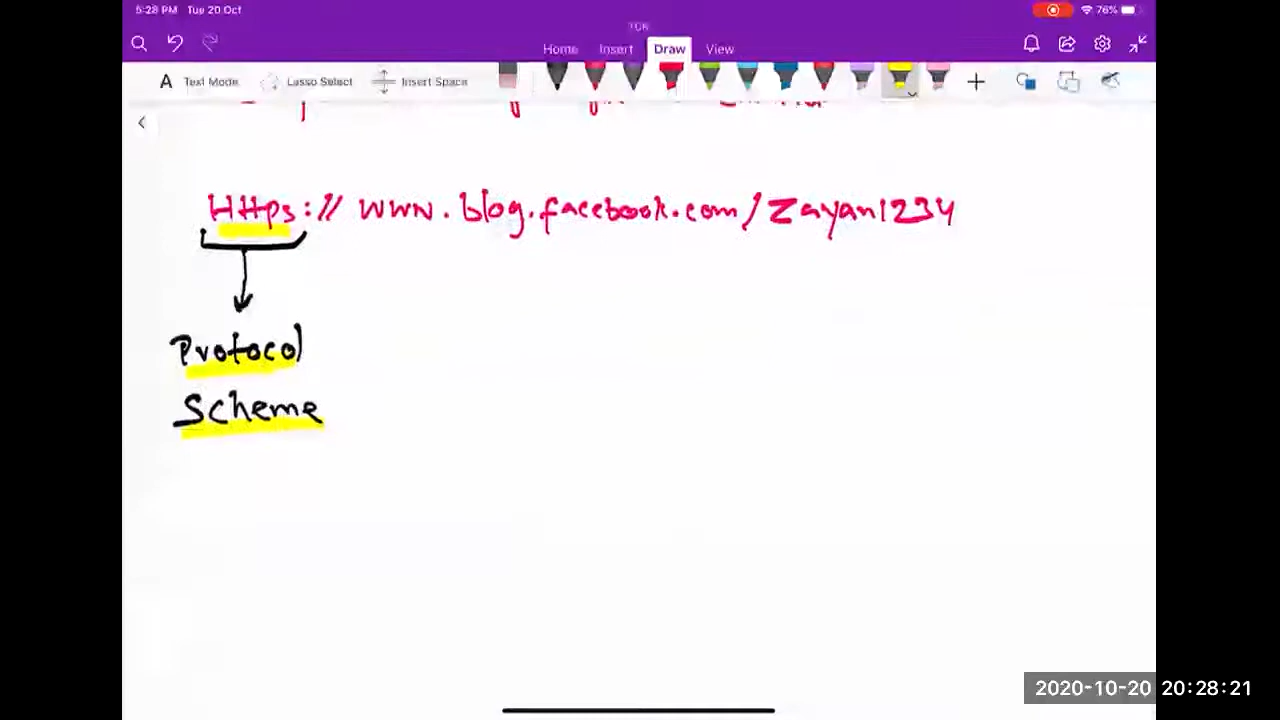 5:28 PM Tue 20 Oct
76%
Home Insert Draw View
Text Mode Lasso Select Insert Space
Https://www.blog.facebook.com/Zayan1234
Protocol
Scheme
2020-10-20 20:28:21